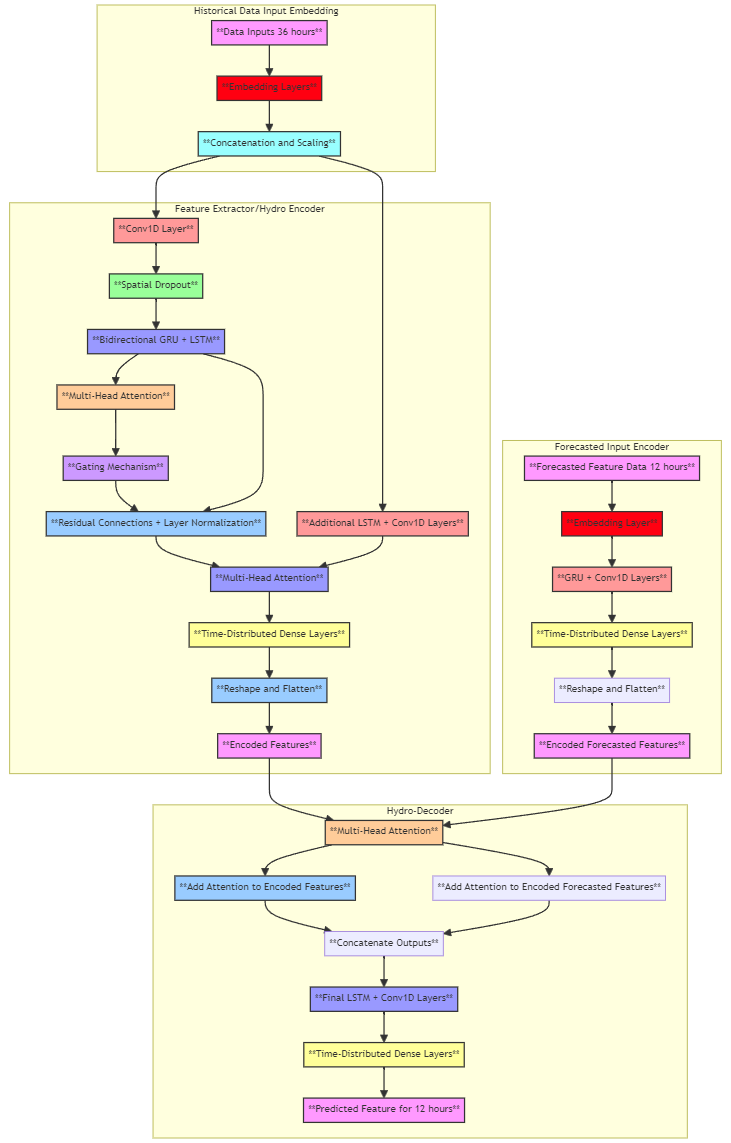 Historical Data Input Embedding
**Data Inputs 36 hours**
**Embedding Layers**
**Concatenation and Scaling**
Feature Extractor/Hydro Encoder
**Conv1D Layer**
**Spatial Dropout**
**Bidirectional GRU + LSTM**
**Multi-Head Attention**
**Gating Mechanism**
**Residual Connections + Layer Normalization**
**Additional LSTM + Conv1D Layers**
**Multi-Head Attention**
**Time-Distributed Dense Layers**
**Reshape and Flatten**
**Encoded Features**
Forecasted Input Encoder
**Forecasted Feature Data 12 hours**
**Embedding Layer**
**GRU + Conv1D Layers**
**Time-Distributed Dense Layers**
**Reshape and Flatten**
**Encoded Forecasted Features**
Hydro-Decoder
**Multi-Head Attention**
**Add Attention to Encoded Features**
**Add Attention to Encoded Forecasted Features**
**Concatenate Outputs**
**Final LSTM + Conv1D Layers**
**Time-Distributed Dense Layers**
**Predicted Feature for 12 hours**